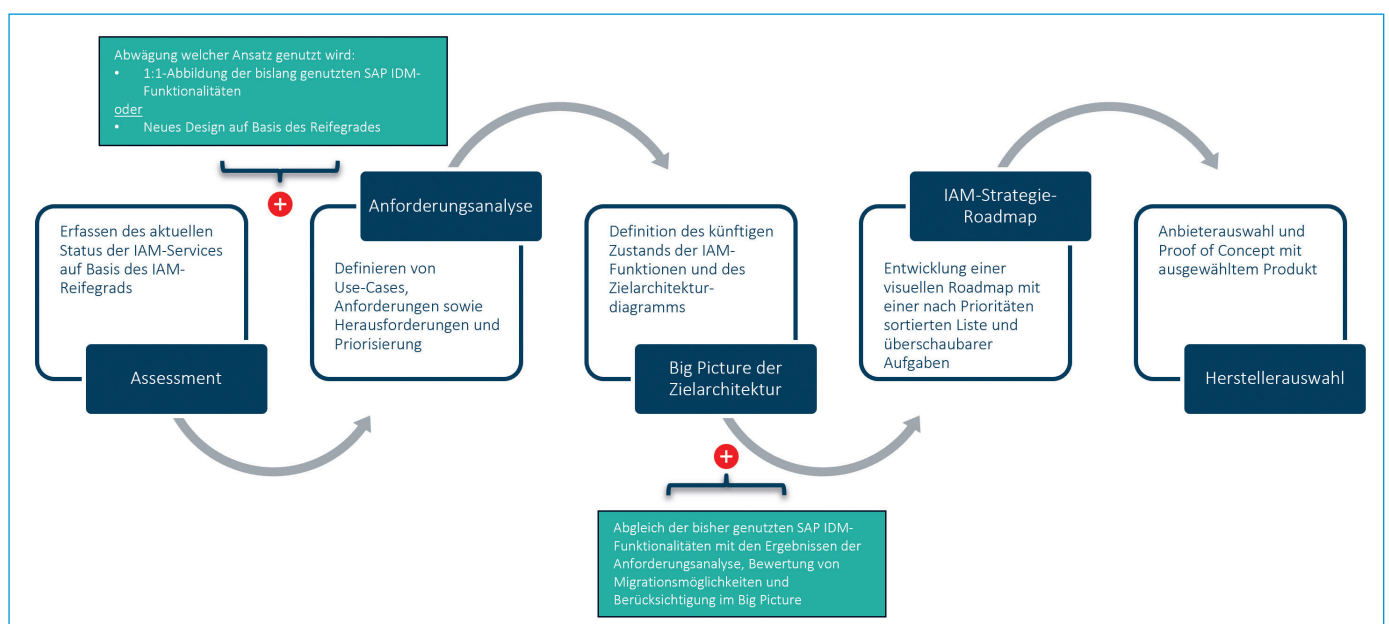 Abwägung welcher Ansatz genutzt wird:
• 1:1-Abbildung der bislang genutzten SAP IDM-
Funktionalitäten
oder
• Neues Design auf Basis des Reifegrades
Erfassen des aktuellen
Status der IAM-Services
auf Basis des IAM-
Reifegrads
Assessment
Anforderungsanalyse
Definieren von
Use-Cases,
Anforderungen sowie
Herausforderungen und
Priorisierung
Definition des künftigen
Zustands der IAM-
Funktionen und des
Zielarchitektur-
diagramms
Big Picture der
Zielarchitektur
Abgleich der bisher genutzten SAP IDM-
Funktionalitäten mit den Ergebnissen der
Anforderungsanalyse, Bewertung von
Migrationsmöglichkeiten und
Berücksichtigung im Big Picture
IAM-Strategie-
Roadmap
Entwicklung einer
visuellen Roadmap mit
einer nach Prioritäten
sortierten Liste und
überschaubarer
Aufgaben
Anbieterauswahl und
Proof of Concept mit
ausgewähltem Produkt
Herstellerauswahl